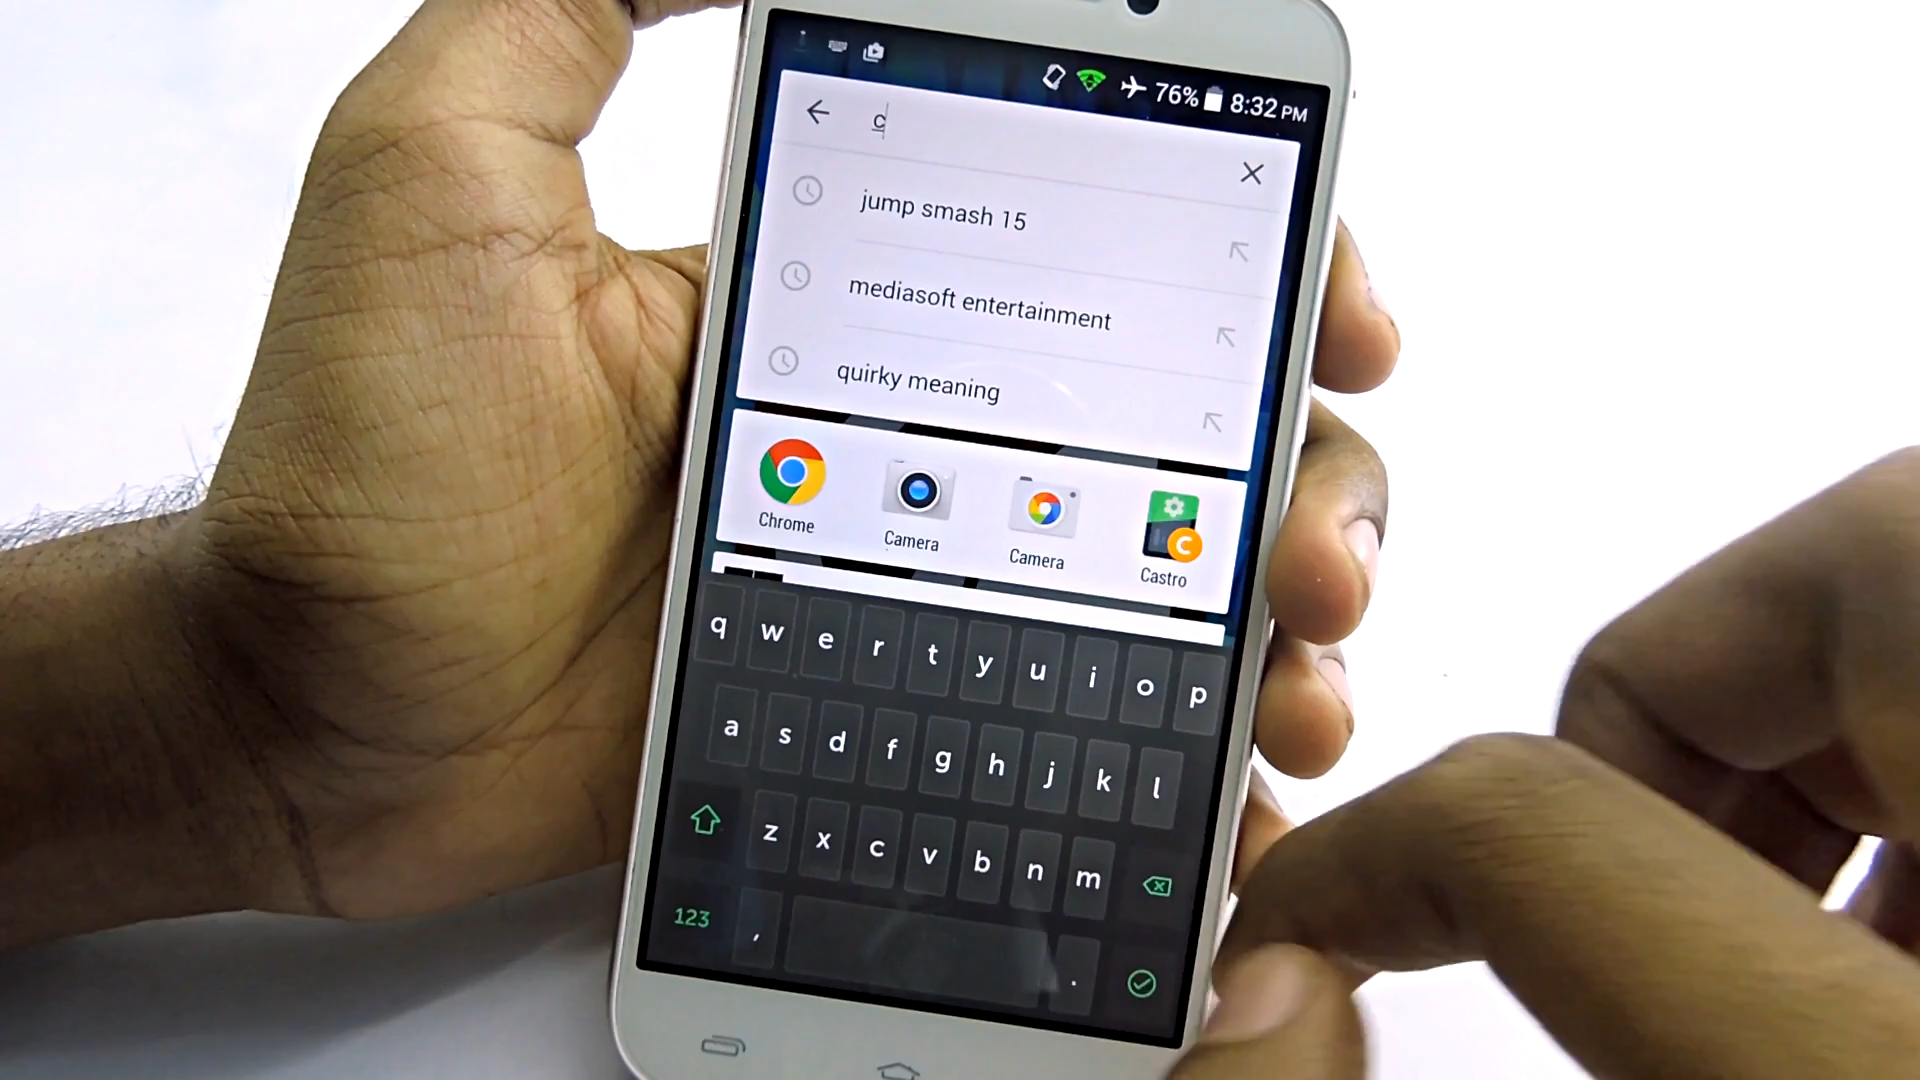 76% 8:32 PM
c
jump smash 15
mediasoft entertainment
quirky meaning
Chrome Camera Camera Castro
C
q w e r t y u i o p
a s d f g h j k l
z x c v b n m
123 , .